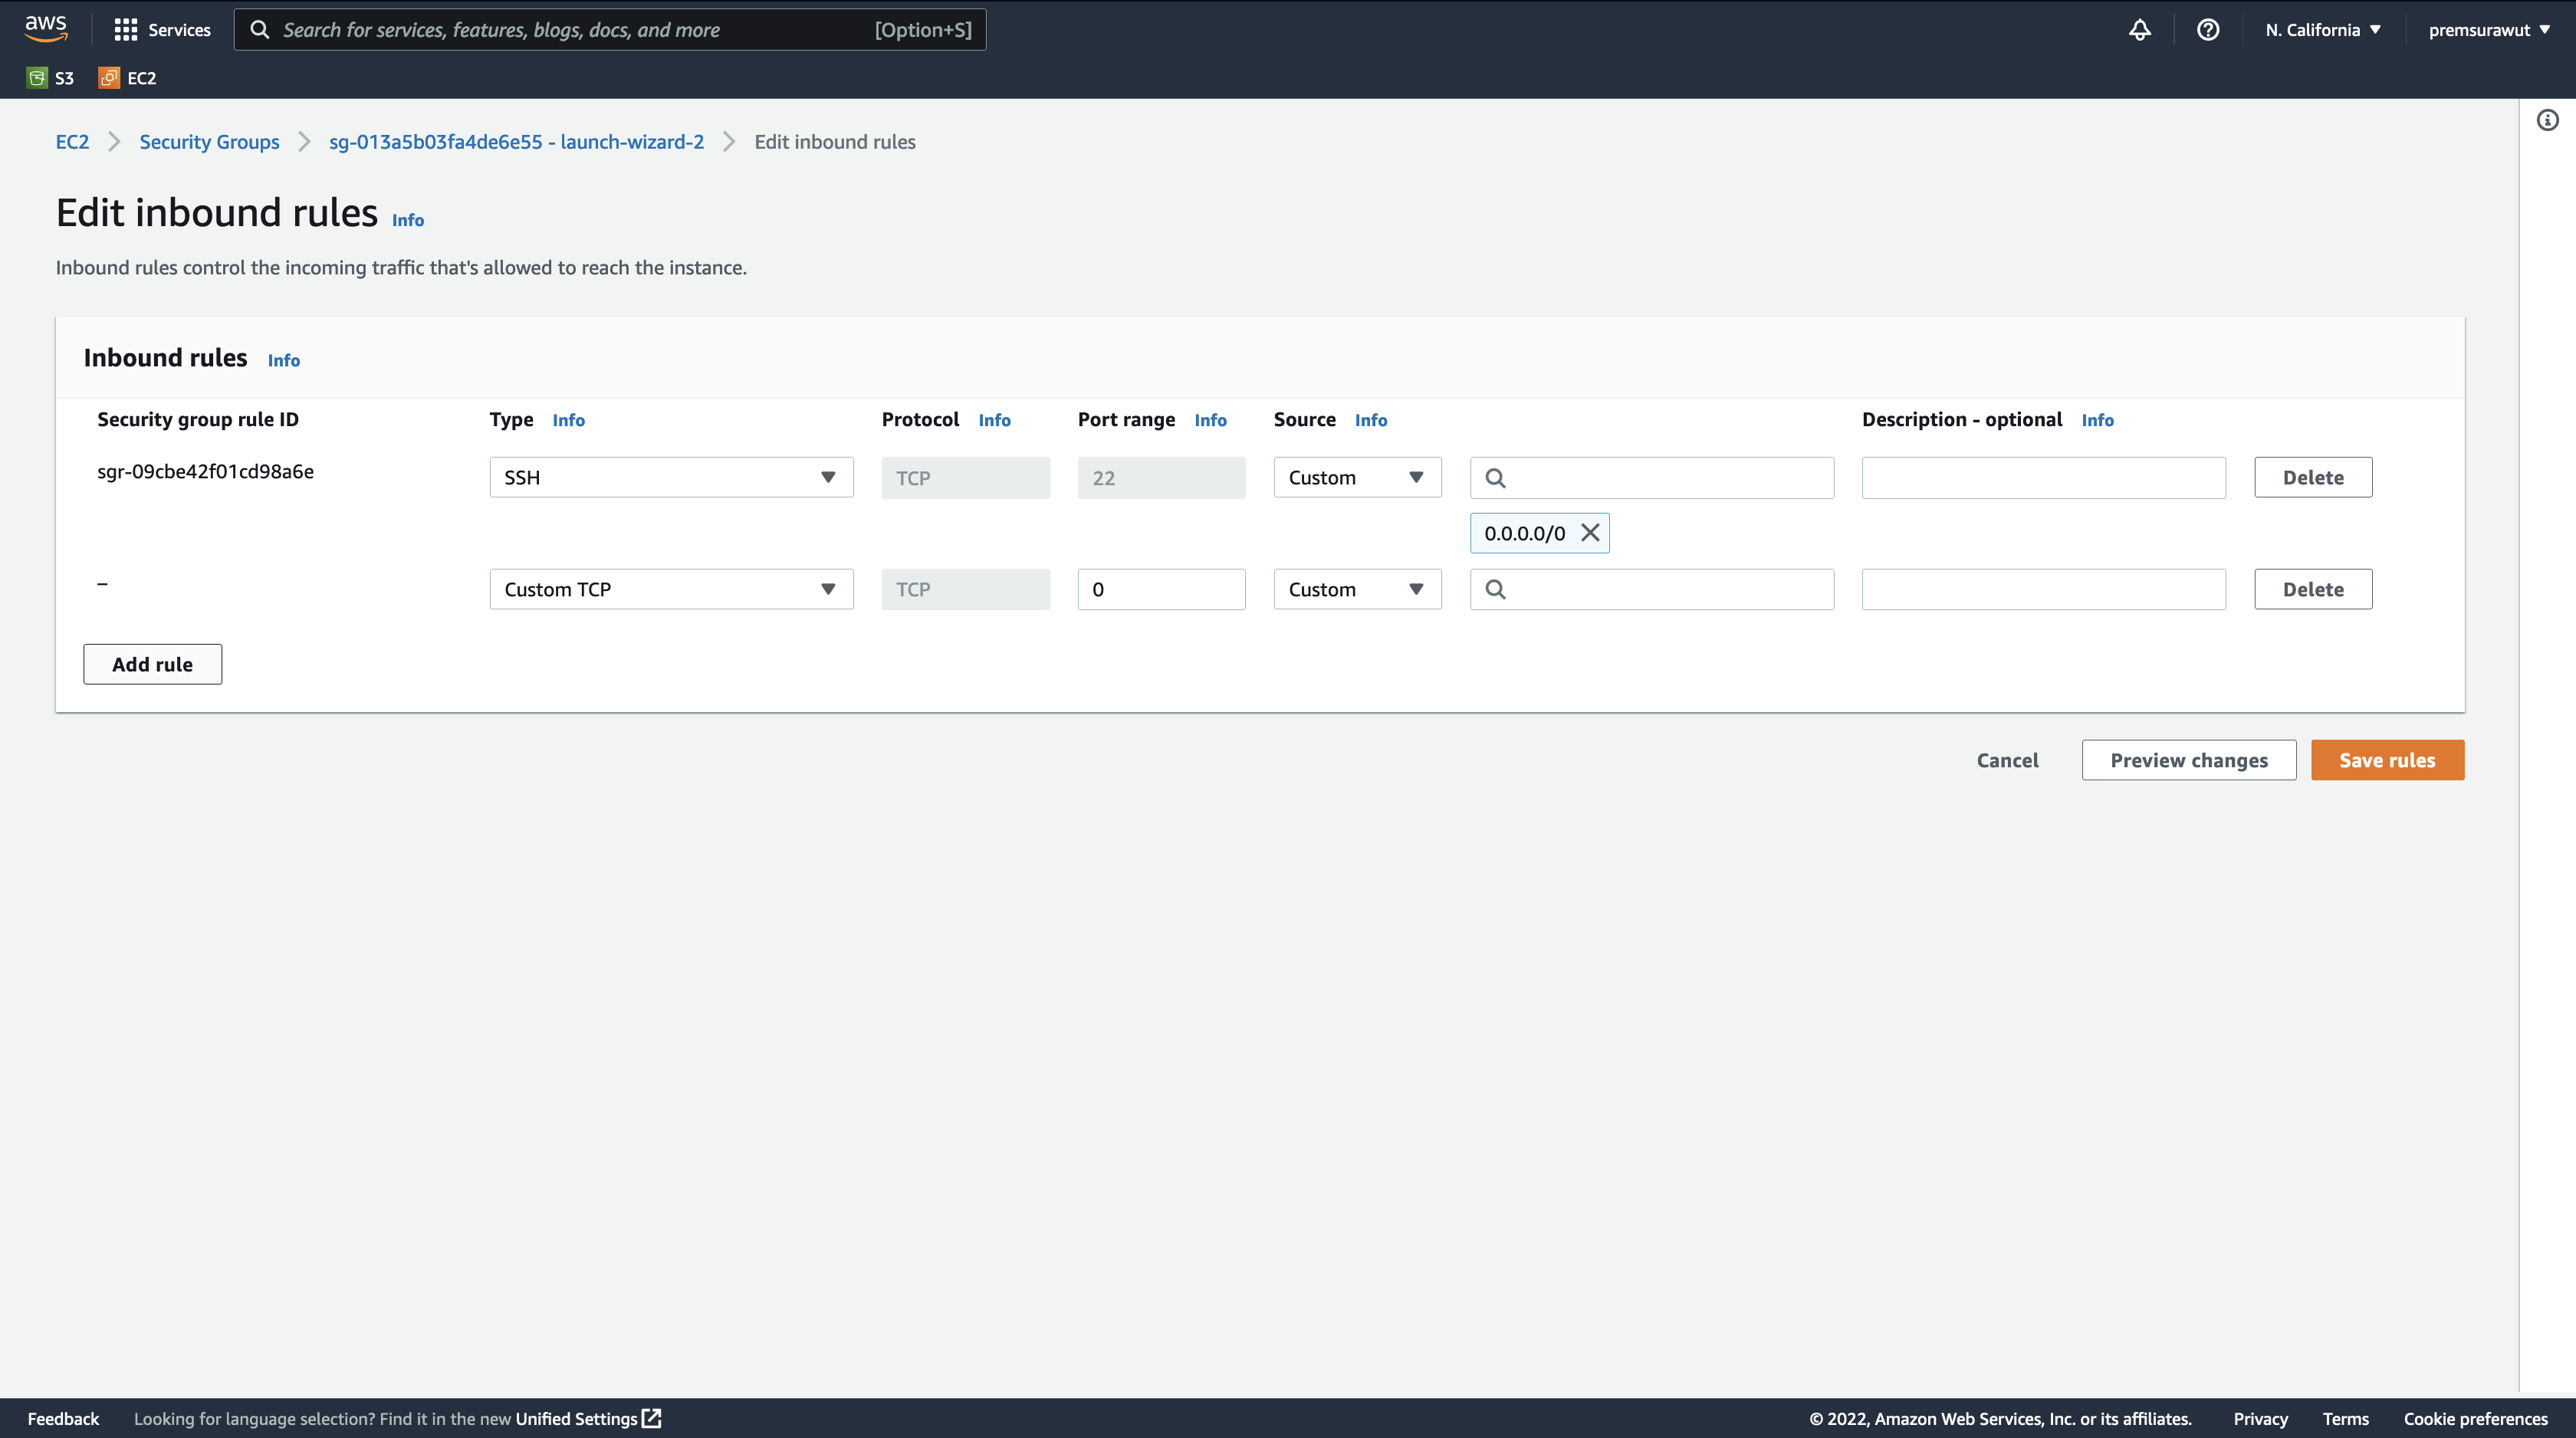 aws Services Search for services, features, blogs, docs, and more [Option+S] N. California premsurawut
S3 EC2
EC2 Security Groups sg-013a5b03fa4de6e55 - launch-wizard-2 Edit inbound rules
Edit inbound rules Info
Inbound rules control the incoming traffic that's allowed to reach the instance.
Inbound rules Info
Security group rule ID Type Info Protocol Info Port range Info Source Info Description - optional Info
sgr-09cbe42f01cd98a6e SSH TCP 22 Custom Delete
0.0.0.0/0
– Custom TCP TCP 0 Custom Delete
Add rule
Cancel Preview changes Save rules
Feedback Looking for language selection? Find it in the new Unified Settings © 2022, Amazon Web Services, Inc. or its affiliates. Privacy Terms Cookie preferences